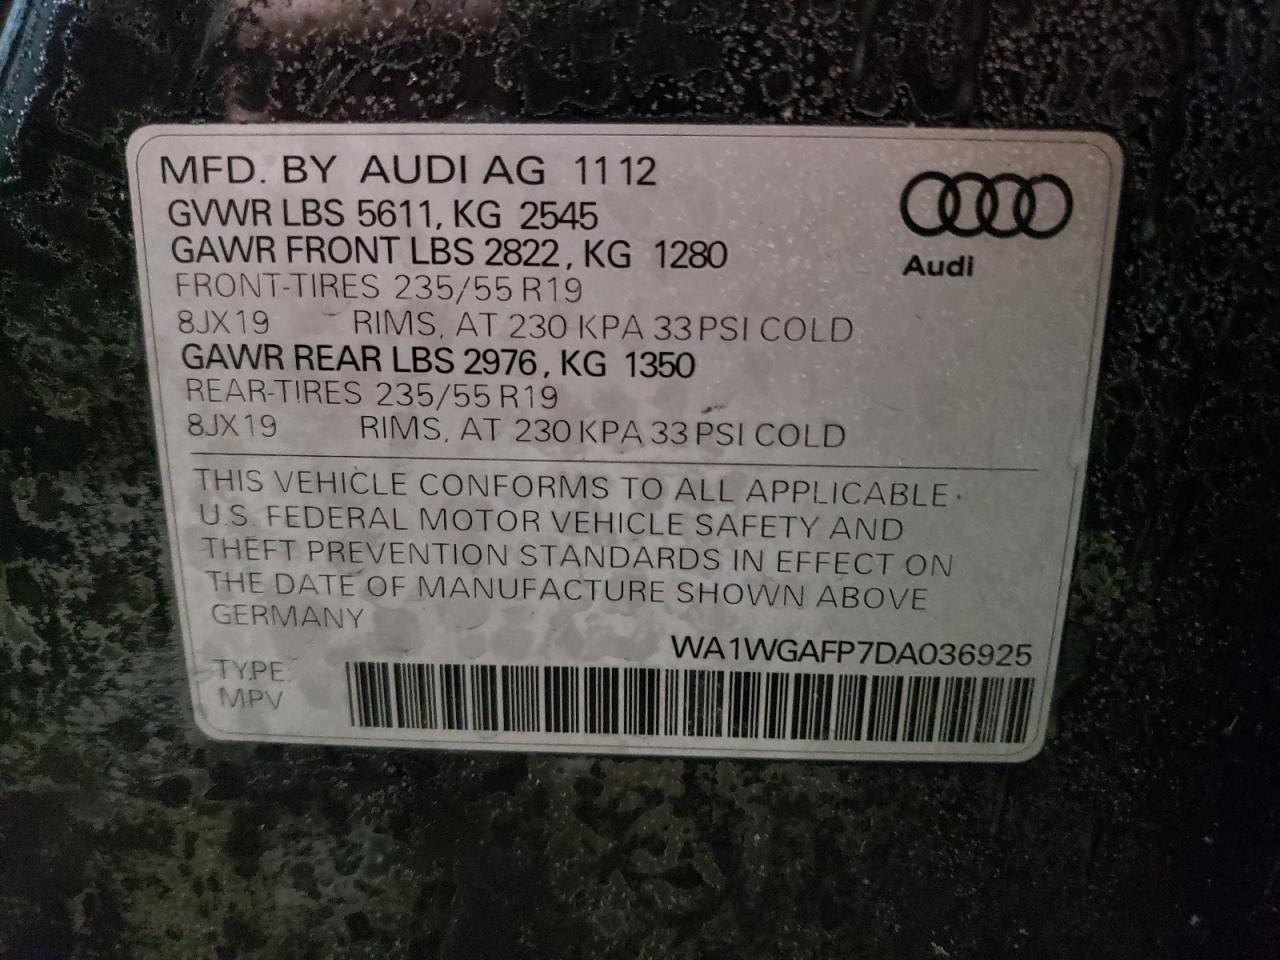 MFD. BY AUDI AG 11 12
GVWR LBS 5611, KG 2545
GAWR FRONT LBS 2822, KG 1280
FRONT-TIRES 235/55 R19
8JX19 RIMS, AT 230 KPA 33 PSI COLD
GAWR REAR LBS 2976, KG 1350
REAR-TIRES 235/55 R19
8JX19 RIMS, AT 230 KPA 33 PSI COLD
Audi
THIS VEHICLE CONFORMS TO ALL APPLICABLE
U.S. FEDERAL MOTOR VEHICLE SAFETY AND
THEFT PREVENTION STANDARDS IN EFFECT ON
THE DATE OF MANUFACTURE SHOWN ABOVE
GERMANY
WA1WGAFP7DA036925
TYPE:
MPV